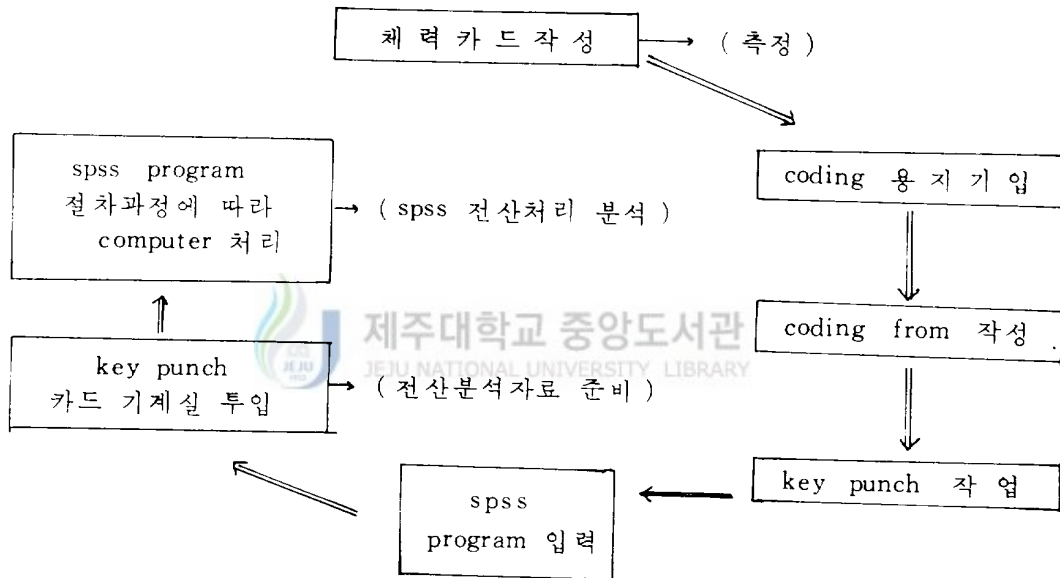 체력카드작성 → (측정)
coding 용지기입
coding from 작성
key punch 작업
spss
program 입력
key punch
카드 기계실 투입 → (전산분석자료 준비)
spss program
절차과정에 따라 → (spss 전산처리 분석)
computer 처리
제주대학교 중앙도서관
JEJU NATIONAL UNIVERSITY LIBRARY
JEJU
1952